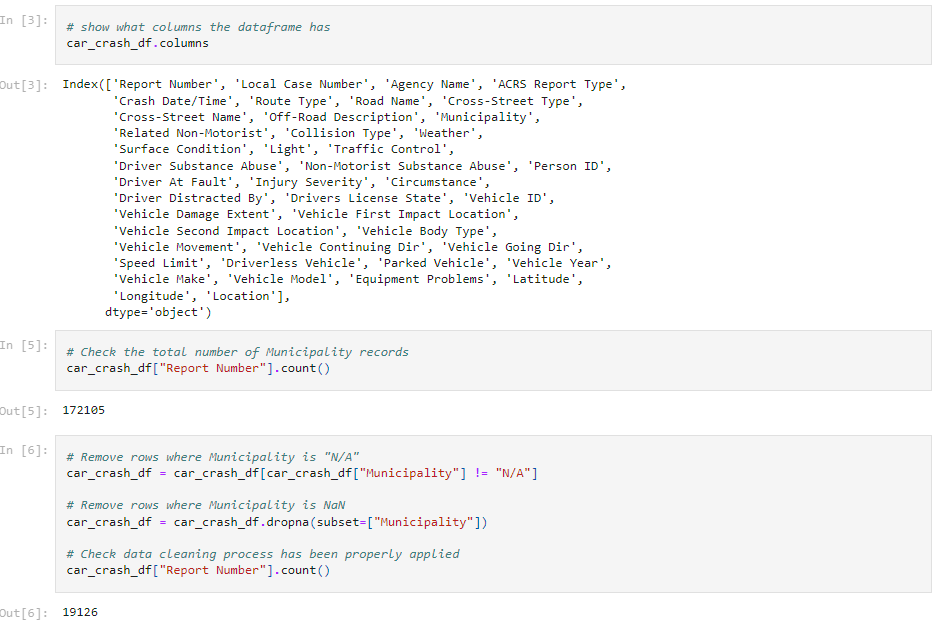 In [3]:
# show what columns the dataframe has
car_crash_df.columns
Out[3]: Index(['Report Number', 'Local Case Number', 'Agency Name', 'ACRS Report Type',
'Crash Date/Time', 'Route Type', 'Road Name', 'Cross-Street Type',
'Cross-Street Name', 'Off-Road Description', 'Municipality',
'Related Non-Motorist', 'Collision Type', 'Weather',
'Surface Condition', 'Light', 'Traffic Control',
'Driver Substance Abuse', 'Non-Motorist Substance Abuse', 'Person ID',
'Driver At Fault', 'Injury Severity', 'Circumstance',
'Driver Distracted By', 'Drivers License State', 'Vehicle ID',
'Vehicle Damage Extent', 'Vehicle First Impact Location',
'Vehicle Second Impact Location', 'Vehicle Body Type',
'Vehicle Movement', 'Vehicle Continuing Dir', 'Vehicle Going Dir',
'Speed Limit', 'Driverless Vehicle', 'Parked Vehicle', 'Vehicle Year',
'Vehicle Make', 'Vehicle Model', 'Equipment Problems', 'Latitude',
'Longitude', 'Location'],
dtype='object')
In [5]:
# Check the total number of Municipality records
car_crash_df["Report Number"].count()
Out[5]: 172105
In [6]:
# Remove rows where Municipality is "N/A"
car_crash_df = car_crash_df[car_crash_df["Municipality"] != "N/A"]
# Remove rows where Municipality is NaN
car_crash_df = car_crash_df.dropna(subset=["Municipality"])
# Check data cleaning process has been properly applied
car_crash_df["Report Number"].count()
Out[6]: 19126